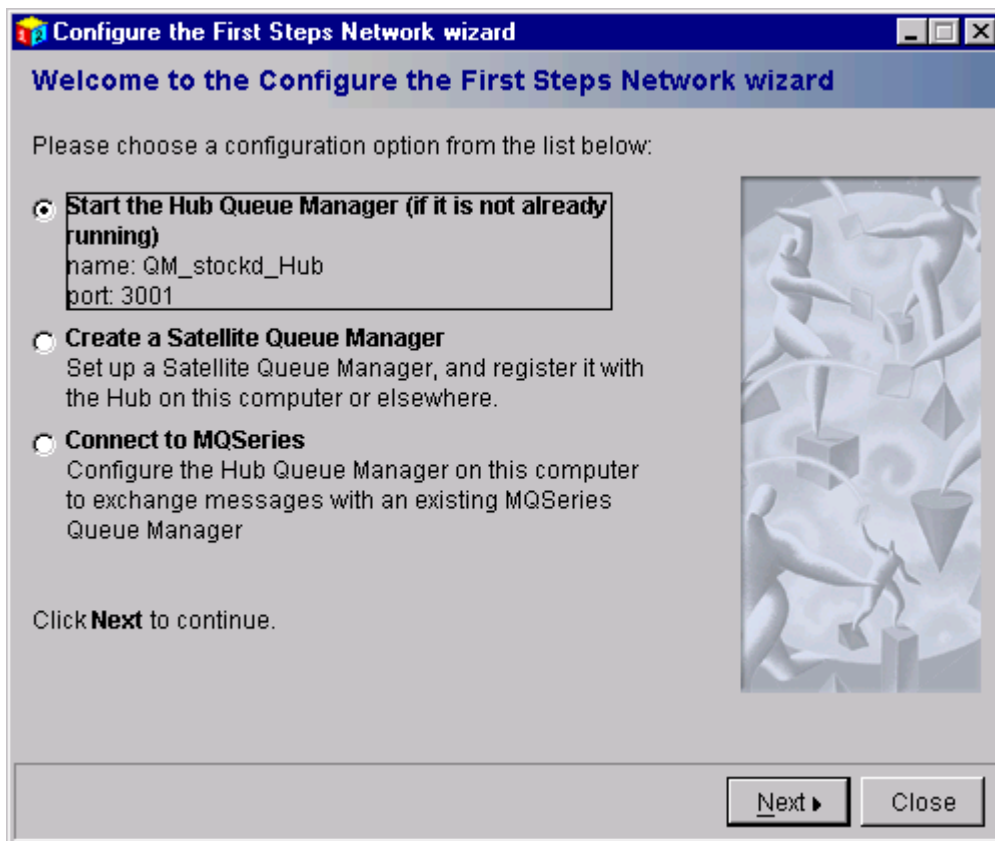 Configure the First Steps Network wizard
Welcome to the Configure the First Steps Network wizard
Please choose a configuration option from the list below:
Start the Hub Queue Manager (if it is not already
running)
name: QM_stockd_Hub
port: 3001
Create a Satellite Queue Manager
Set up a Satellite Queue Manager, and register it with
the Hub on this computer or elsewhere.
Connect to MQSeries
Configure the Hub Queue Manager on this computer
to exchange messages with an existing MQSeries
Queue Manager
Click Next to continue.
Next
Close